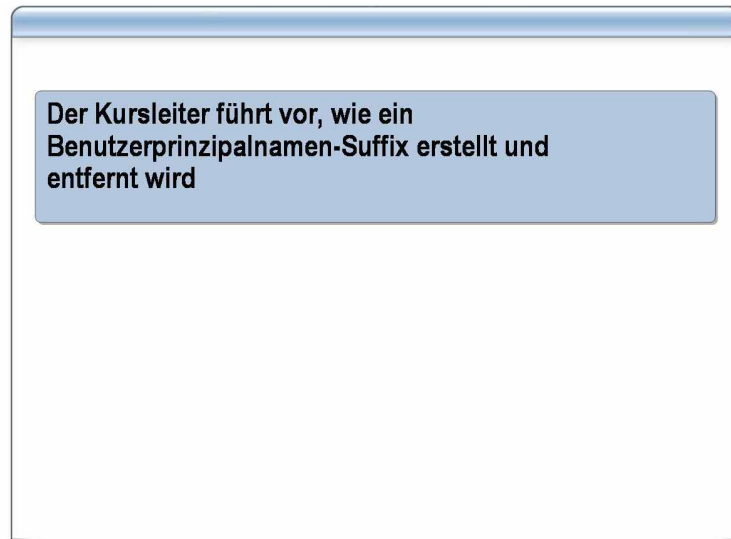 Der Kursleiter führt vor, wie ein
Benutzerprinzipalnamen-Suffix erstellt und
entfernt wird